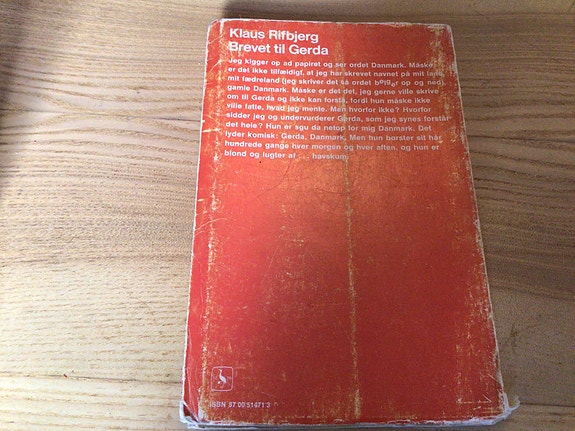 Klaus Rifbjerg
Brevet til Gerda
Jeg kigger op ad papiret og ser ordet Danmark. Måske
er det ikke tilfældigt, at jeg har skrevet navnet på mit land,
mit fædreland (jeg skriver det så ordet bølger op og ned)
gamle Danmark. Måske er det det, jeg gerne ville skrive
om til Gerda og ikke kan forstå, fordi hun måske ikke
ville fatte, hvad jeg mente. Men hvorfor ikke? Hvorfor
sidder jeg og undervurderer Gerda, som jeg synes forstår
det hele? Hun er sgu da netop for mig Danmark. Det
lyder komisk: Gerda, Danmark. Men hun børster sit hår
hundrede gange hver morgen og hver aften, og hun er
blond og lugter af . . . havskum.
ISBN 87 00 51471 3